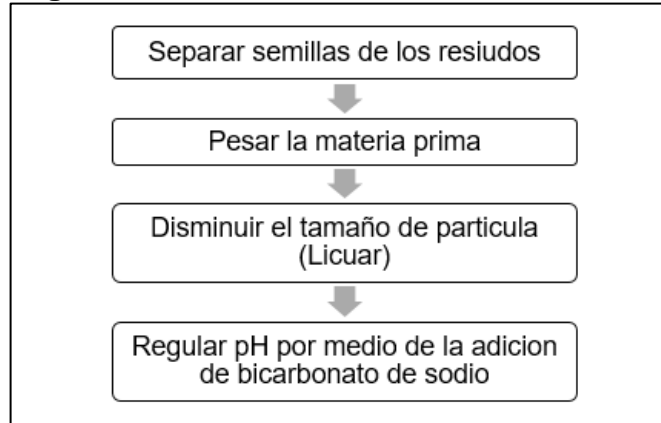 Separar semillas de los resiudos
Pesar la materia prima
Disminuir el tamaño de particula
(Licuar)
Regular pH por medio de la adicion
de bicarbonato de sodio